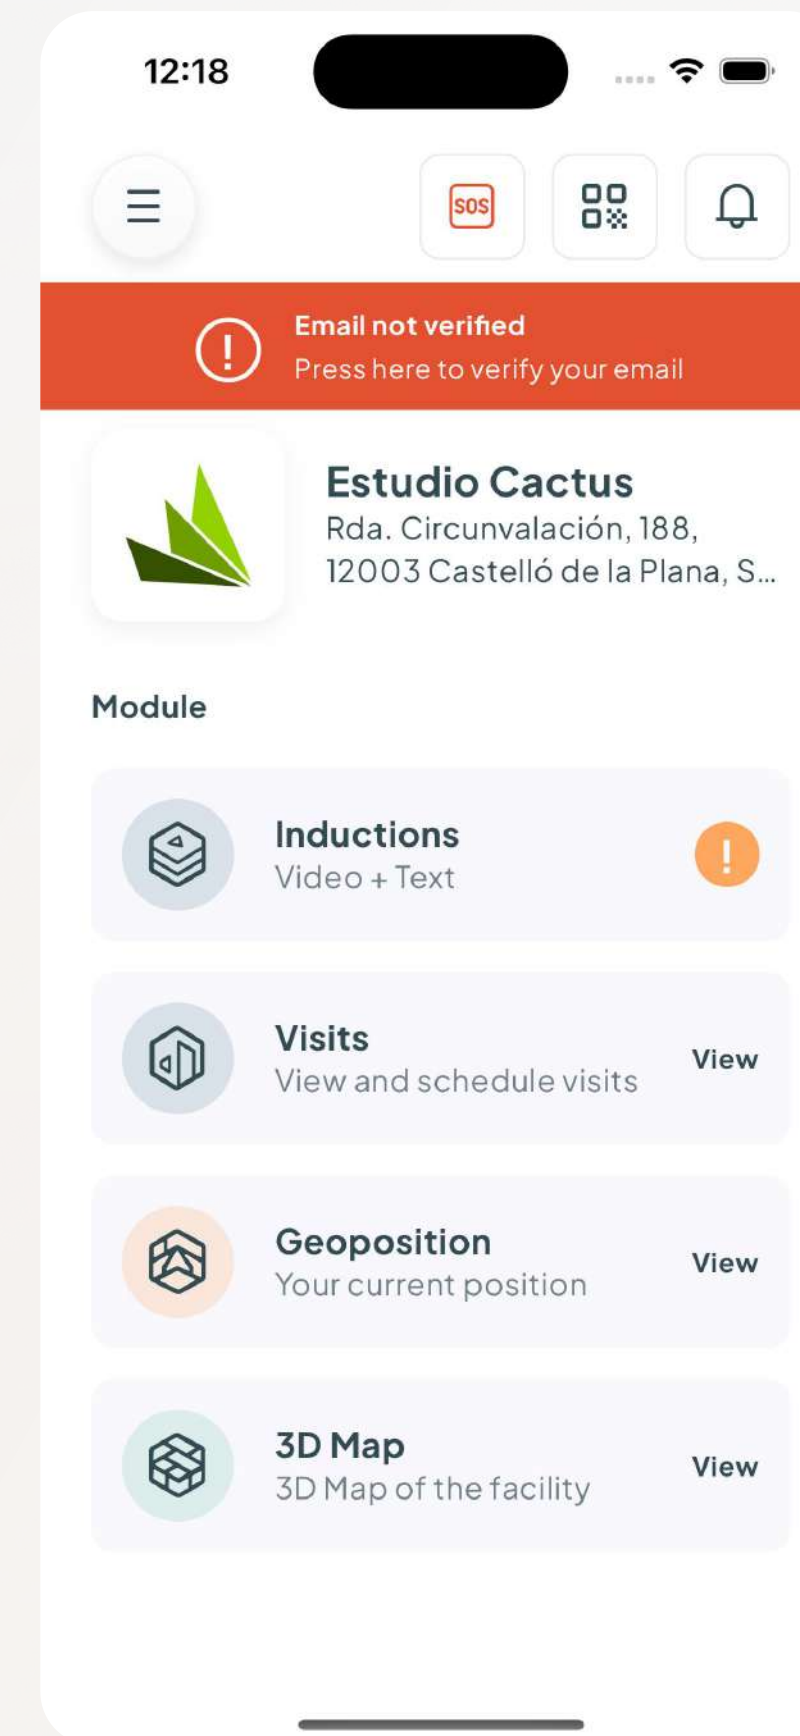 12:18
SOS
Email not verified
Press here to verify your email
Estudio Cactus
Rda. Circunvalación, 188,
12003 Castelló de la Plana, S...
Module
Inductions
Video + Text
Visits
View and schedule visits
View
Geoposition
Your current position
View
3D Map
3D Map of the facility
View